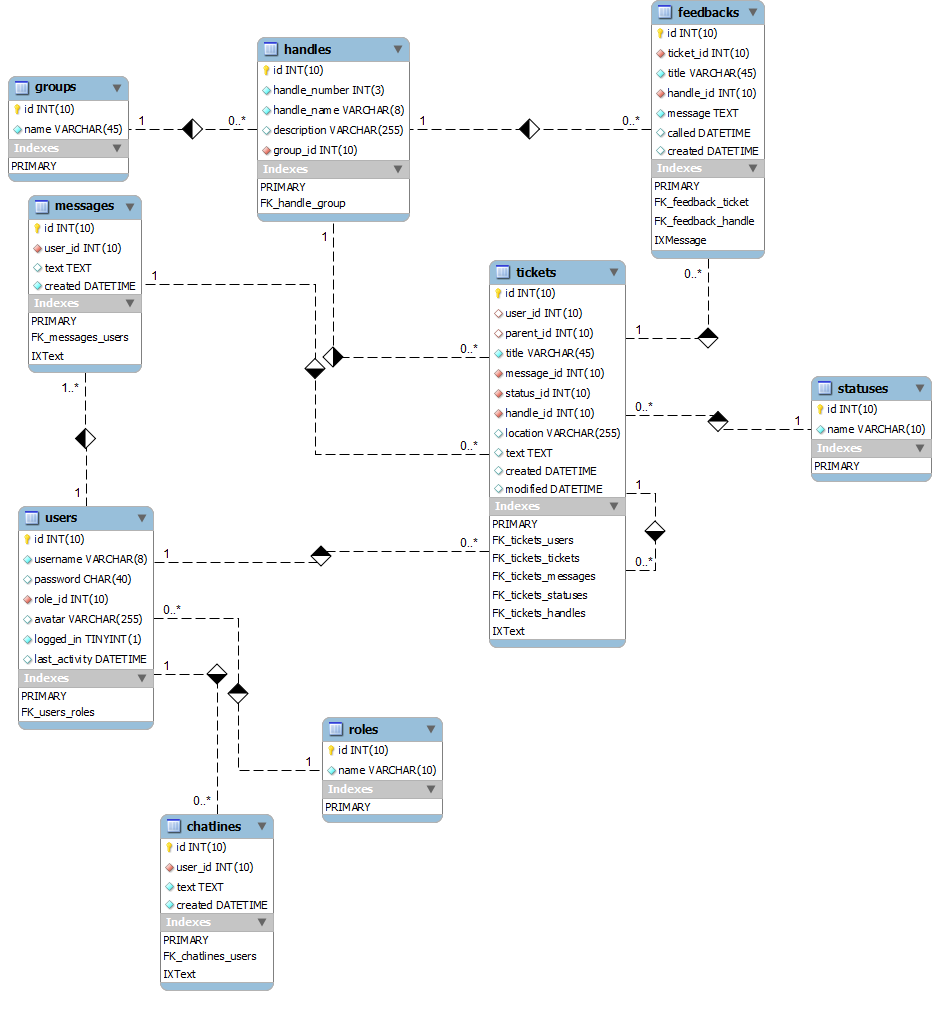 groups
id INT(10)
name VARCHAR(45)
Indexes
PRIMARY
1
0..*
handles
id INT(10)
handle_number INT(3)
handle_name VARCHAR(8)
description VARCHAR(255)
group_id INT(10)
Indexes
PRIMARY
FK_handle_group
1
0..*
feedbacks
id INT(10)
ticket_id INT(10)
title VARCHAR(45)
handle_id INT(10)
message TEXT
called DATETIME
created DATETIME
Indexes
PRIMARY
FK_feedback_ticket
FK_feedback_handle
IXMessage
0..*
1
messages
id INT(10)
user_id INT(10)
text TEXT
created DATETIME
Indexes
PRIMARY
FK_messages_users
IXText
1
1..*
1
1
0..*
0..*
tickets
id INT(10)
user_id INT(10)
parent_id INT(10)
title VARCHAR(45)
message_id INT(10)
status_id INT(10)
handle_id INT(10)
location VARCHAR(255)
text TEXT
created DATETIME
modified DATETIME
Indexes
PRIMARY
FK_tickets_users
FK_tickets_tickets
FK_tickets_messages
FK_tickets_statuses
FK_tickets_handles
IXText
0..*
1
1
0..*
statuses
id INT(10)
name VARCHAR(10)
Indexes
PRIMARY
users
id INT(10)
username VARCHAR(8)
password CHAR(40)
role_id INT(10)
avatar VARCHAR(255)
logged_in TINYINT(1)
last_activity DATETIME
Indexes
PRIMARY
FK_users_roles
1
0..*
0..*
1
1
0..*
roles
id INT(10)
name VARCHAR(10)
Indexes
PRIMARY
chatlines
id INT(10)
user_id INT(10)
text TEXT
created DATETIME
Indexes
PRIMARY
FK_chatlines_users
IXText